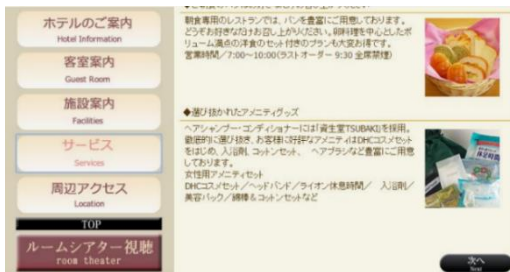 ホテルのご案内
Hotel Information
客室案内
Guest Room
施設案内
Facilities
サービス
Services
周辺アクセス
Location
TOP
ルームシアター視聴
room theater
朝食専用のレストランでは、パンを豊富にご用意しております。
どうぞお好きなだけお召し上がりください。卵料理を中心としたボ
リューム満点の洋食のセット付きのプランも大変お得です。
営業時間／7:00～10:00(ラストオーダー 9:30 全席禁煙)
◆選び抜かれたアメニティグッズ
ヘアシャンプー・コンディショナーには「資生堂TSUBAKI」を採用。
徹底的に選び抜き、お客様に好評なアメニティはDHCコスメセット
をはじめ、入浴剤、コットンセット、 ヘアブラシなど豊富にご用意
しております。
女性用アメニティセット
DHCコスメセット／ヘッドバンド／ライオン休息時間／ 入浴剤／
美容パック／綿棒＆コットンセットなど
次へ
Next